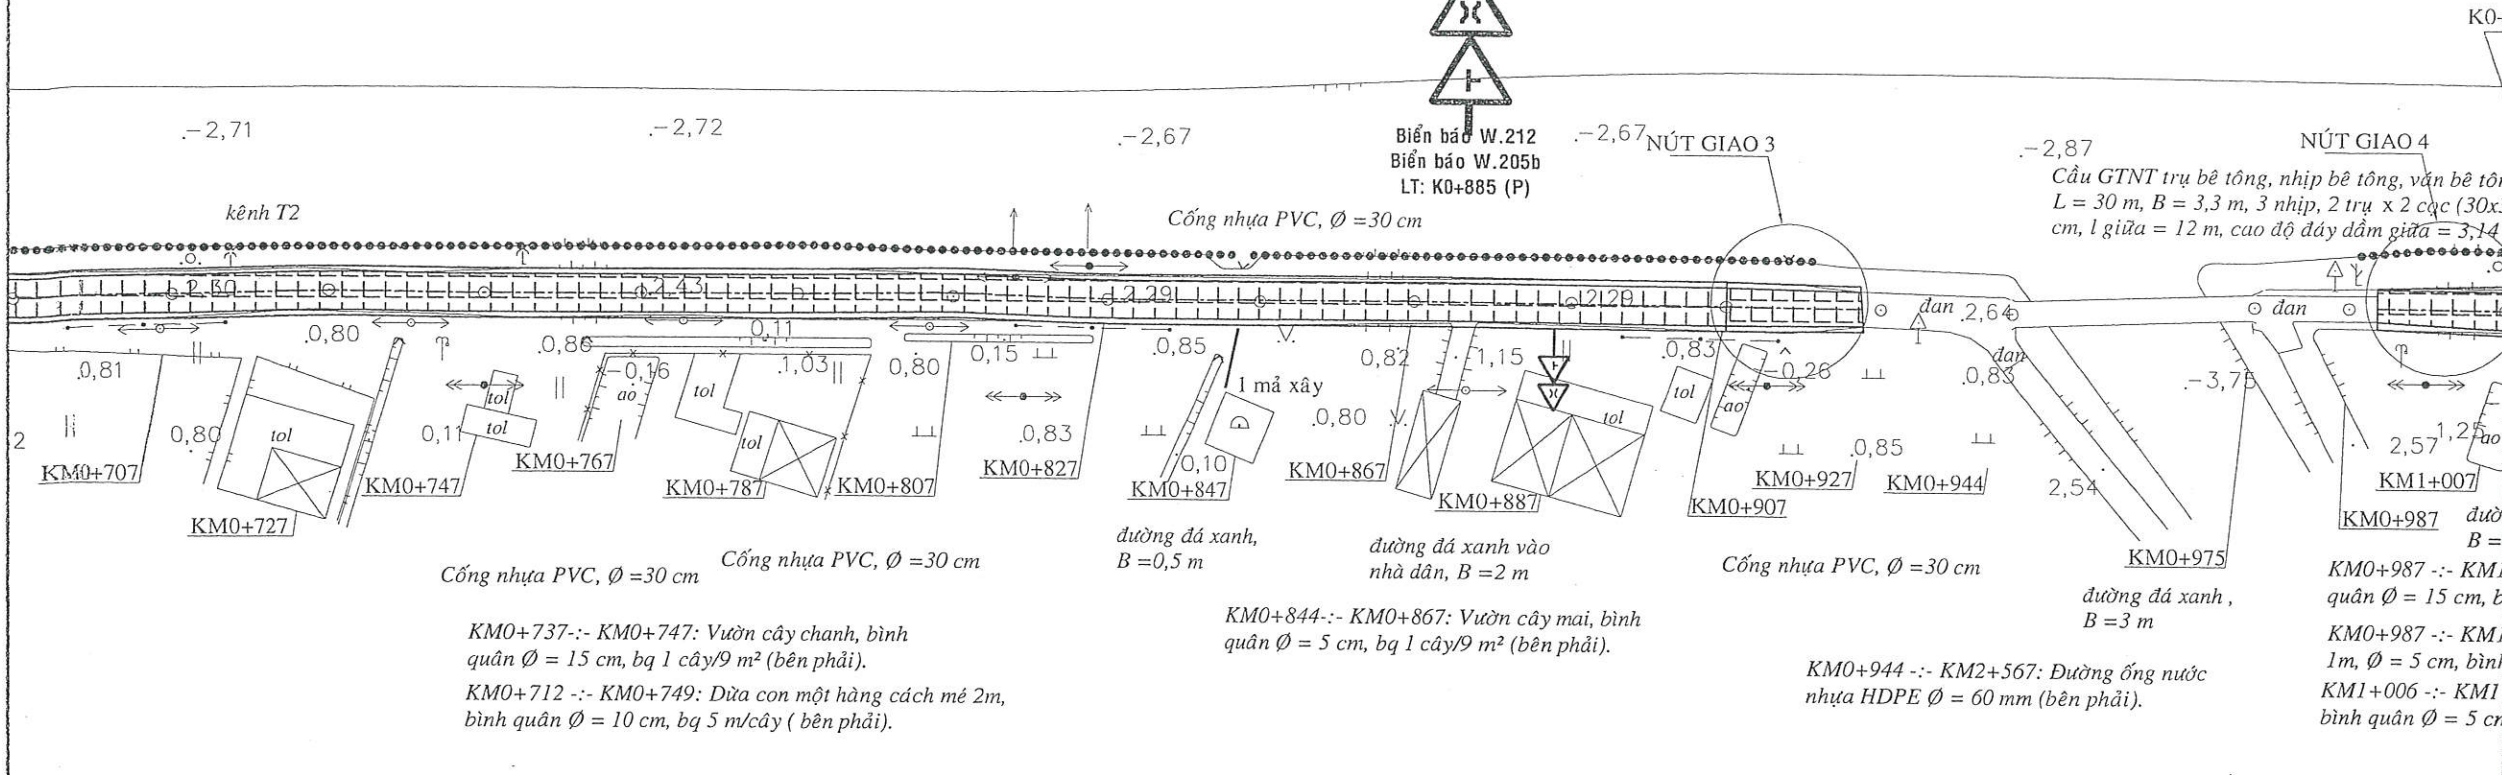 K0-
.-2,71
.-2,72
.-2,67
Biển báo W.212
Biển báo W.205b
LT: K0+885 (P)
.-2,67
NÚT GIAO 3
.-2,87
NÚT GIAO 4
Cầu GTNT trụ bê tông, nhịp bê tông, ván bê tôn
L = 30 m, B = 3,3 m, 3 nhịp, 2 trụ x 2 cọc (30x
cm, l giữa = 12 m, cao độ đáy dầm giữa = 3,14
kênh T2
Cống nhựa PVC, Ø =30 cm
2,30
2,43
2,29
2,29
đan
.2,64
đan
.0,81
.0,80
.0,86
0,11
-0,16
ao
.1,03
.0,80
0,15
.0,85
0,82
1,15
.0,83
-0,26
.0,83
đan
.-3,75
1 mả xây
2
0,80
tol
0,11
tol
tol
tol
tol
.0,83
0,10
.0,80
tol
tol
ao
.0,85
2,54
2,57
1,25
ao
KM0+707
KM0+727
KM0+747
KM0+767
KM0+787
KM0+807
KM0+827
KM0+847
KM0+867
KM0+887
KM0+907
KM0+927
KM0+944
KM0+975
KM0+987
KM1+007
Cống nhựa PVC, Ø =30 cm
Cống nhựa PVC, Ø =30 cm
đường đá xanh,
B =0,5 m
đường đá xanh vào
nhà dân, B =2 m
Cống nhựa PVC, Ø =30 cm
đường đá xanh ,
B =3 m
B =
KM0+737-:- KM0+747: Vườn cây chanh, bình
quân Ø = 15 cm, bq 1 cây/9 m² (bên phải).
KM0+712 -:- KM0+749: Dừa con một hàng cách mé 2m,
bình quân Ø = 10 cm, bq 5 m/cây ( bên phải).
KM0+844-:- KM0+867: Vườn cây mai, bình
quân Ø = 5 cm, bq 1 cây/9 m² (bên phải).
KM0+944 -:- KM2+567: Đường ống nước
nhựa HDPE Ø = 60 mm (bên phải).
KM0+987 -:- KM1
quân Ø = 15 cm, b
KM0+987 -:- KM1
1m, Ø = 5 cm, bình
KM1+006 -:- KM1
bình quân Ø = 5 cm